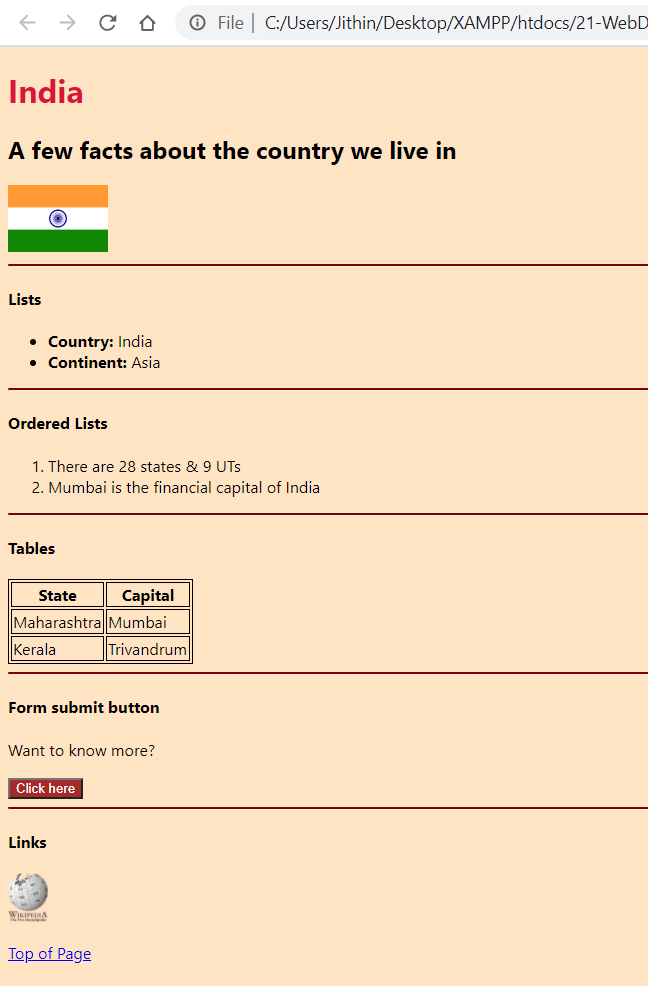 File | C:/Users/Jithin/Desktop/XAMPP/htdocs/21-WebD
India
A few facts about the country we live in
Lists
• Country: India
• Continent: Asia
Ordered Lists
1. There are 28 states & 9 UTs
2. Mumbai is the financial capital of India
Tables
State Capital
Maharashtra Mumbai
Kerala Trivandrum
Form submit button
Want to know more?
Click here
Links
WIKIPEDIA
The Free Encyclopedia
Top of Page